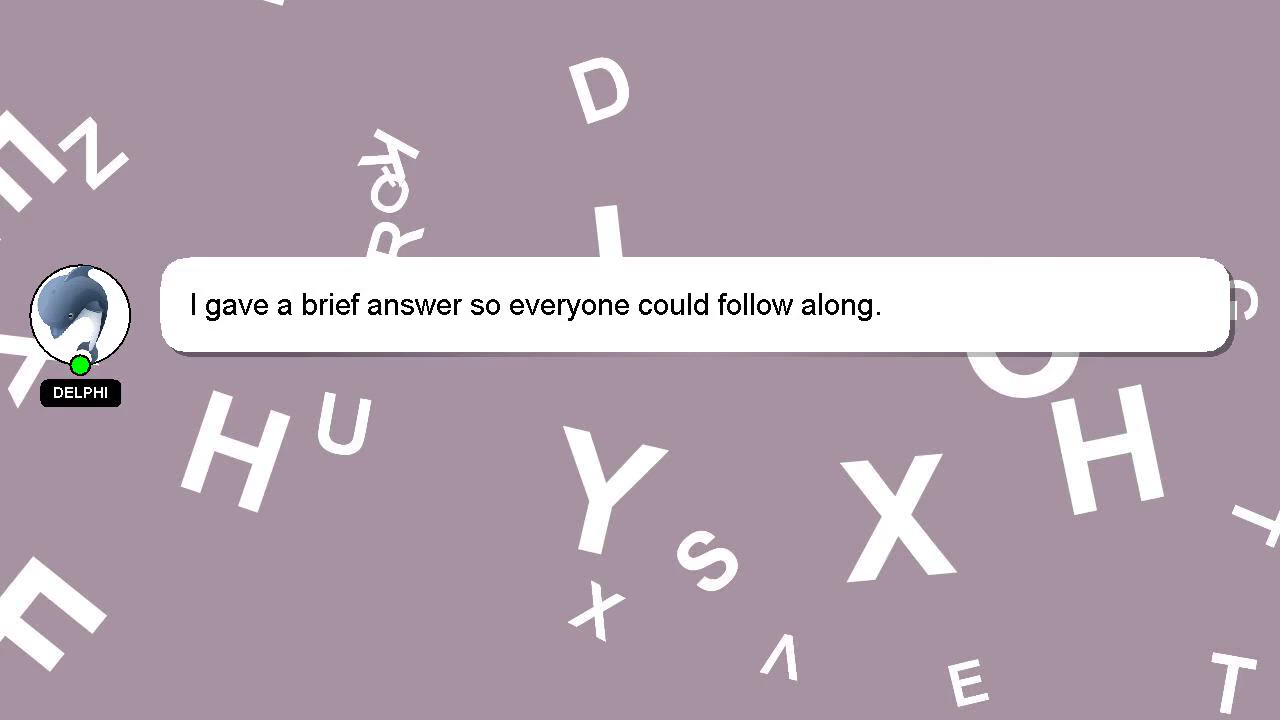 I gave a brief answer so everyone could follow along.
DELPHI
D
Z
K
R
I
H
U
Y
X
H
S
X
V
E
T